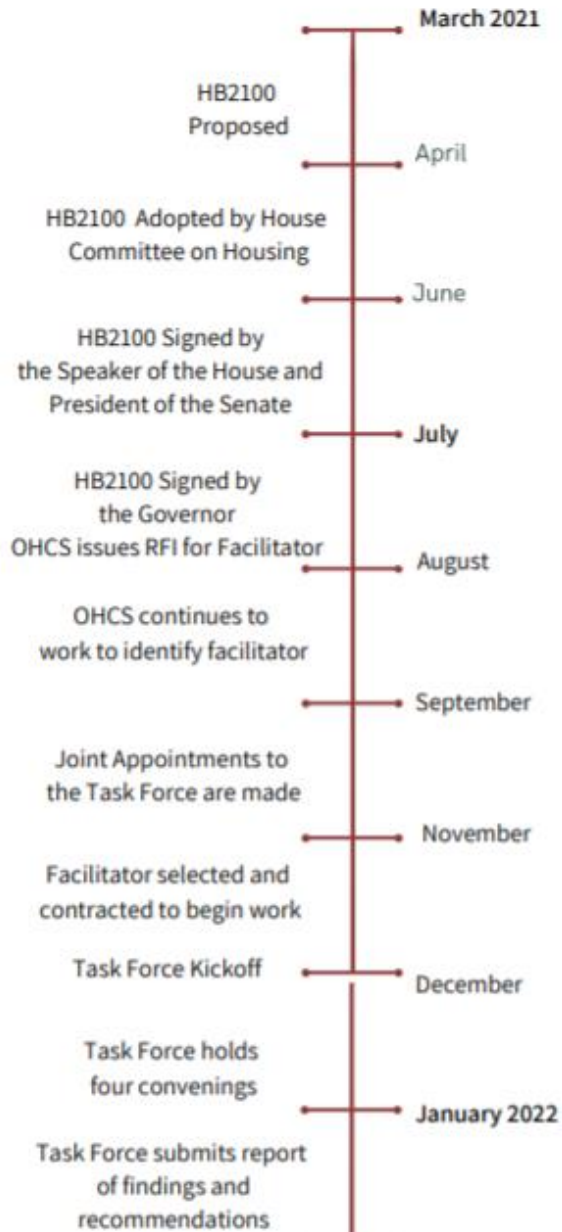 March 2021
HB2100
Proposed
April
HB2100 Adopted by House
Committee on Housing
June
HB2100 Signed by
the Speaker of the House and
President of the Senate
July
HB2100 Signed by
the Governor
OHCS issues RFI for Facilitator
August
OHCS continues to
work to identify facilitator
September
Joint Appointments to
the Task Force are made
November
Facilitator selected and
contracted to begin work
Task Force Kickoff
December
Task Force holds
four convenings
January 2022
Task Force submits report
of findings and
recommendations